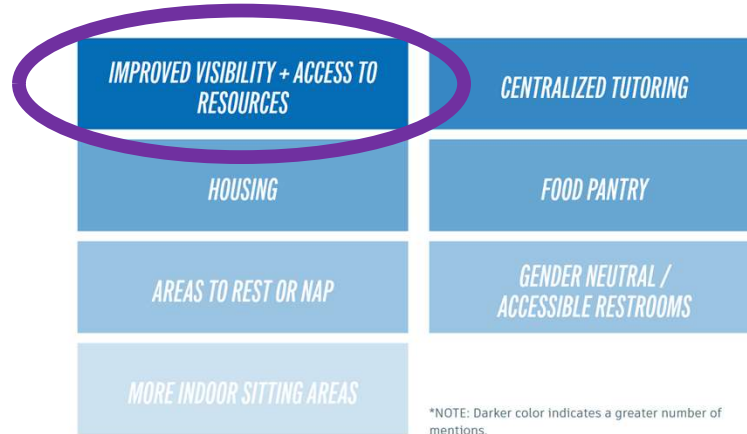 IMPROVED VISIBILITY + ACCESS TO
RESOURCES
CENTRALIZED TUTORING
HOUSING
FOOD PANTRY
AREAS TO REST OR NAP
GENDER NEUTRAL /
ACCESSIBLE RESTROOMS
MORE INDOOR SITTING AREAS
*NOTE: Darker color indicates a greater number of
mentions.